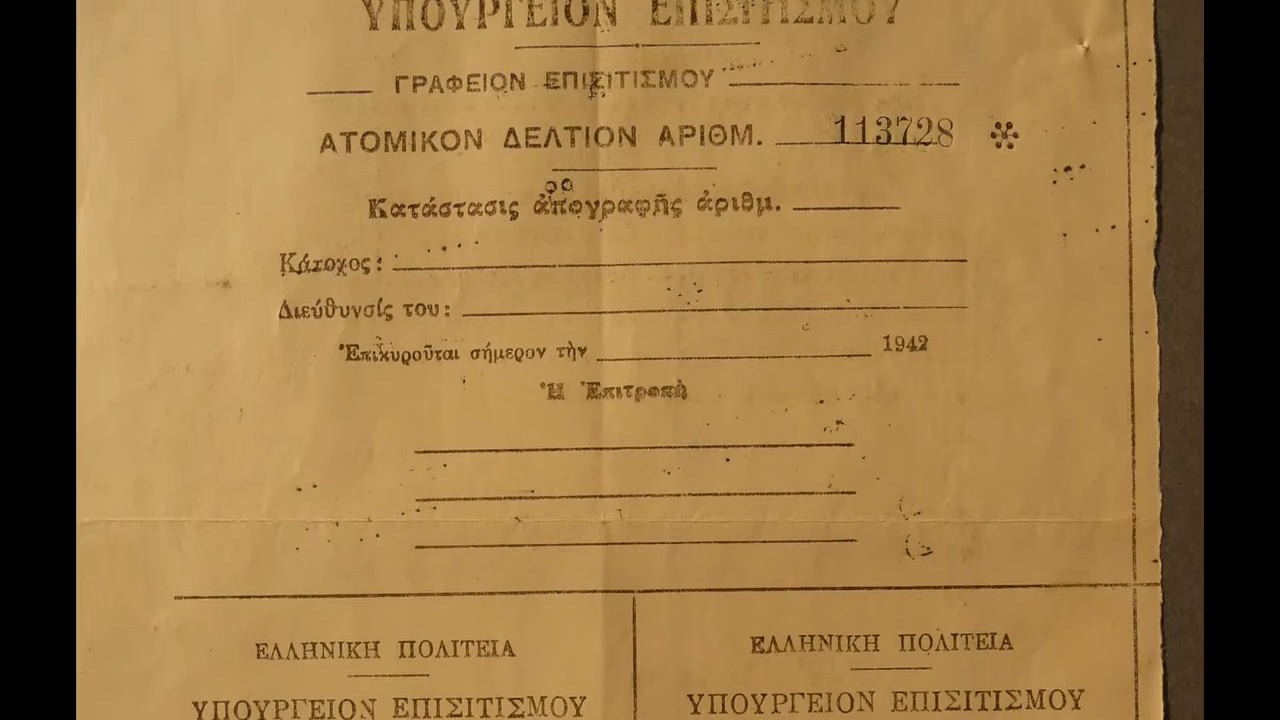 ΥΠΟΥΡΓΕΙΟΝ ΕΠΙΣΙΤΙΣΜΟΥ
ΓΡΑΦΕΙΟΝ ΕΠΙΣΙΤΙΣΜΟΥ
ΑΤΟΜΙΚΟΝ ΔΕΛΤΙΟΝ ΑΡΙΘΜ. 113728
Κατάστασις ἀπογραφῆς ἀριθμ.
Κάτοχος:
Διεύθυνσίς του:
Ἐπικυροῦται σήμερον τὴν 1942
Ἡ Ἐπιτροπὴ
ΕΛΛΗΝΙΚΗ ΠΟΛΙΤΕΙΑ
ΥΠΟΥΡΓΕΙΟΝ ΕΠΙΣΙΤΙΣΜΟΥ
ΕΛΛΗΝΙΚΗ ΠΟΛΙΤΕΙΑ
ΥΠΟΥΡΓΕΙΟΝ ΕΠΙΣΙΤΙΣΜΟΥ